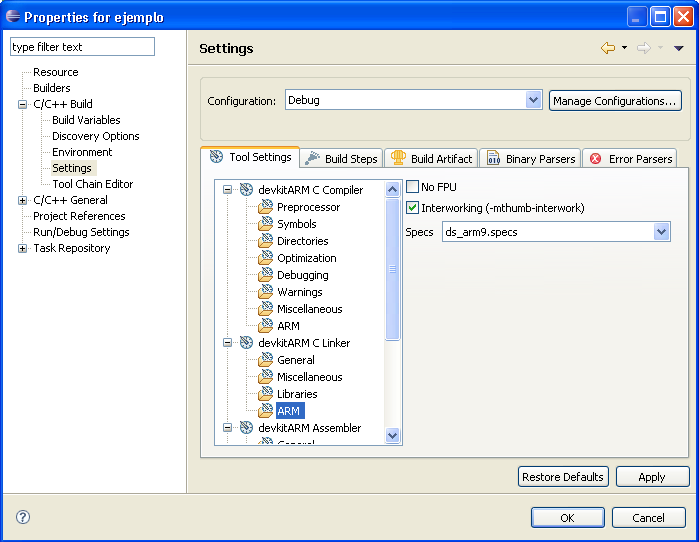 Properties for ejemplo
type filter text
Resource
Builders
C/C++ Build
Build Variables
Discovery Options
Environment
Settings
Tool Chain Editor
C/C++ General
Project References
Run/Debug Settings
Task Repository
Settings
Configuration: Debug Manage Configurations...
Tool Settings Build Steps Build Artifact Binary Parsers Error Parsers
devkitARM C Compiler
Preprocessor
Symbols
Directories
Optimization
Debugging
Warnings
Miscellaneous
ARM
devkitARM C Linker
General
Miscellaneous
Libraries
ARM
devkitARM Assembler
General
No FPU
Interworking (-mthumb-interwork)
Specs ds_arm9.specs
Restore Defaults Apply
OK Cancel